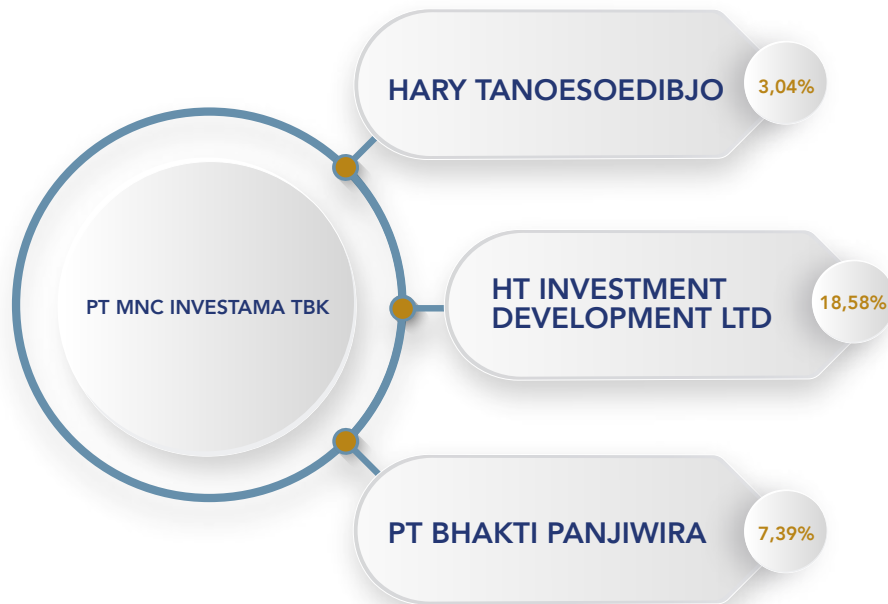 HARY TANOESOEDIBJO
3,04%
PT MNC INVESTAMA TBK
HT INVESTMENT
DEVELOPMENT LTD
18,58%
PT BHAKTI PANJIWIRA
7,39%